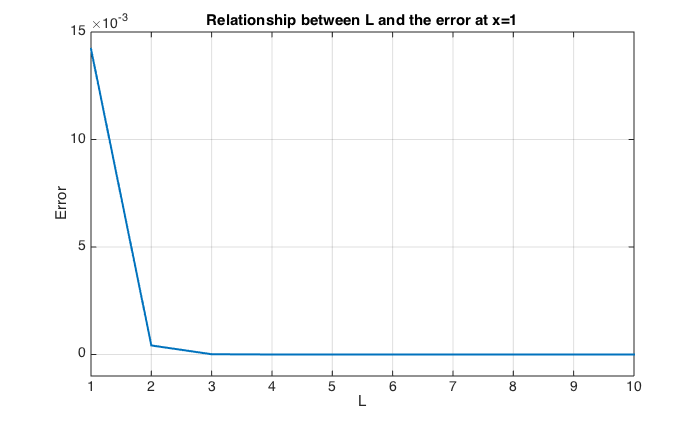 Relationship between L and the error at x=1
×10-3
15
10
5
0
Error
1 2 3 4 5 6 7 8 9 10
L